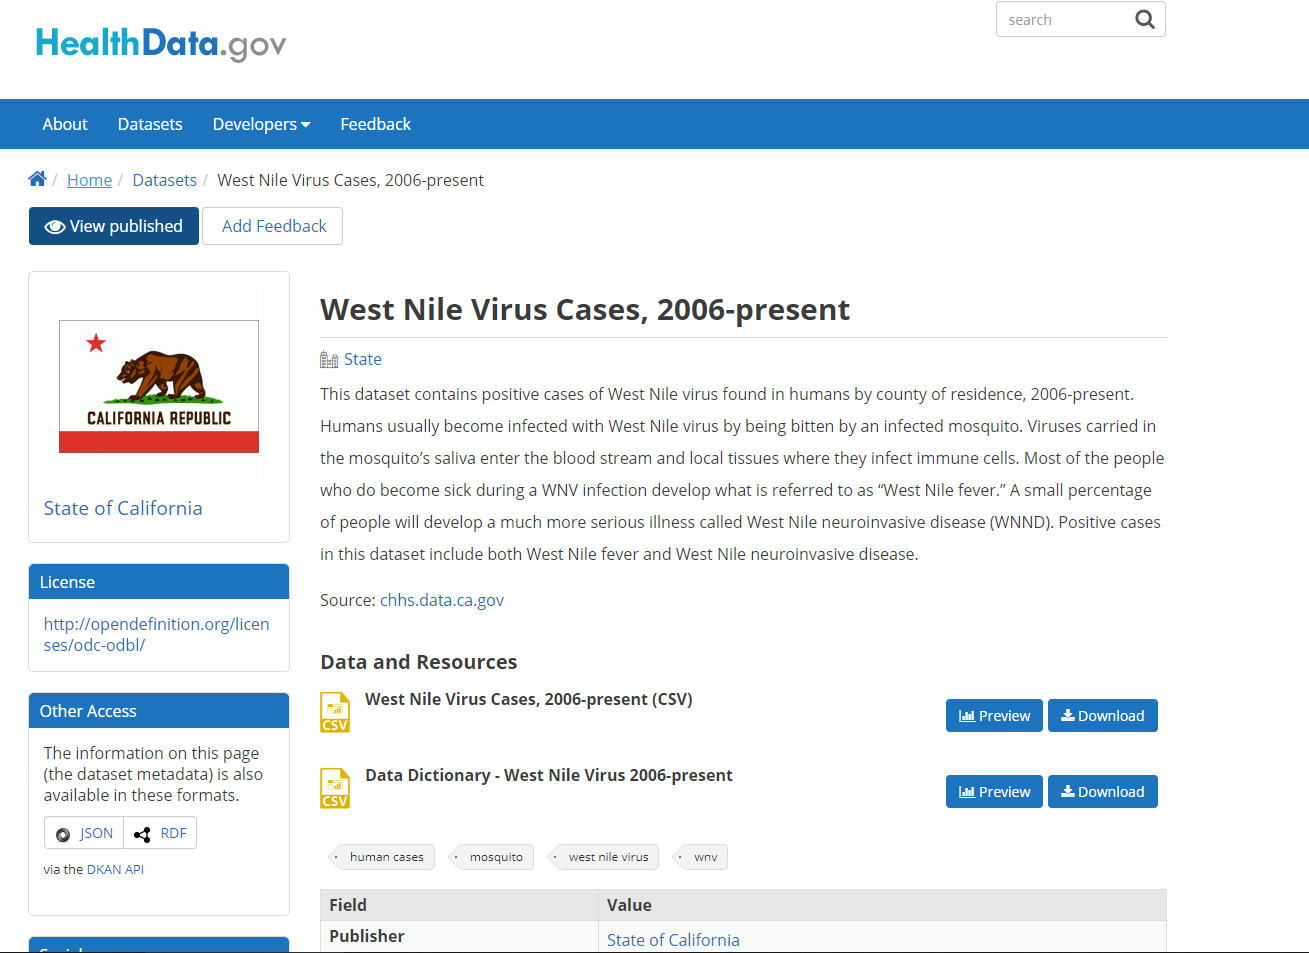 HealthData.gov
search
About Datasets Developers Feedback
Home / Datasets / West Nile Virus Cases, 2006-present
View published Add Feedback
CALIFORNIA REPUBLIC
State of California
License
http://opendefinition.org/licen
ses/odc-odbl/
Other Access
The information on this page
(the dataset metadata) is also
available in these formats.
JSON RDF
via the DKAN API
West Nile Virus Cases, 2006-present
State
This dataset contains positive cases of West Nile virus found in humans by county of residence, 2006-present.
Humans usually become infected with West Nile virus by being bitten by an infected mosquito. Viruses carried in
the mosquito’s saliva enter the blood stream and local tissues where they infect immune cells. Most of the people
who do become sick during a WNV infection develop what is referred to as “West Nile fever.” A small percentage
of people will develop a much more serious illness called West Nile neuroinvasive disease (WNND). Positive cases
in this dataset include both West Nile fever and West Nile neuroinvasive disease.
Source: chhs.data.ca.gov
Data and Resources
CSV
West Nile Virus Cases, 2006-present (CSV)
Preview Download
CSV
Data Dictionary - West Nile Virus 2006-present
Preview Download
human cases mosquito west nile virus wnv
Field Value
Publisher State of California